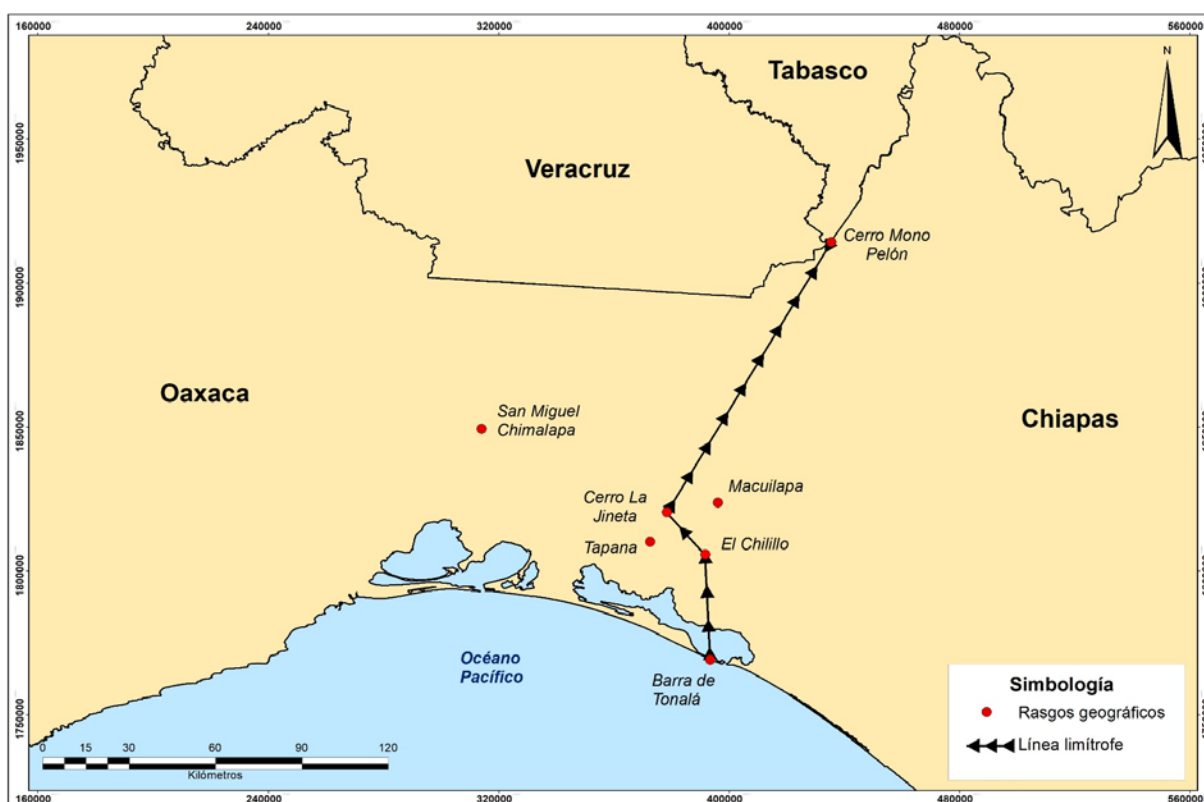 160000 240000 320000 400000 480000 560000
Tabasco
N
Veracruz
1950000
Cerro Mono
Pelón
1900000
Oaxaca
San Miguel
Chimalapa
Chiapas
1850000
Macuilapa
Cerro La
Jineta
Tapana
El Chilillo
1800000
Océano
Pacífico
Barra de
Tonalá
1750000
Simbología
Rasgos geográficos
Línea limítrofe
0 15 30 60 90 120
Kilómetros
160000 240000 320000 400000 480000 560000